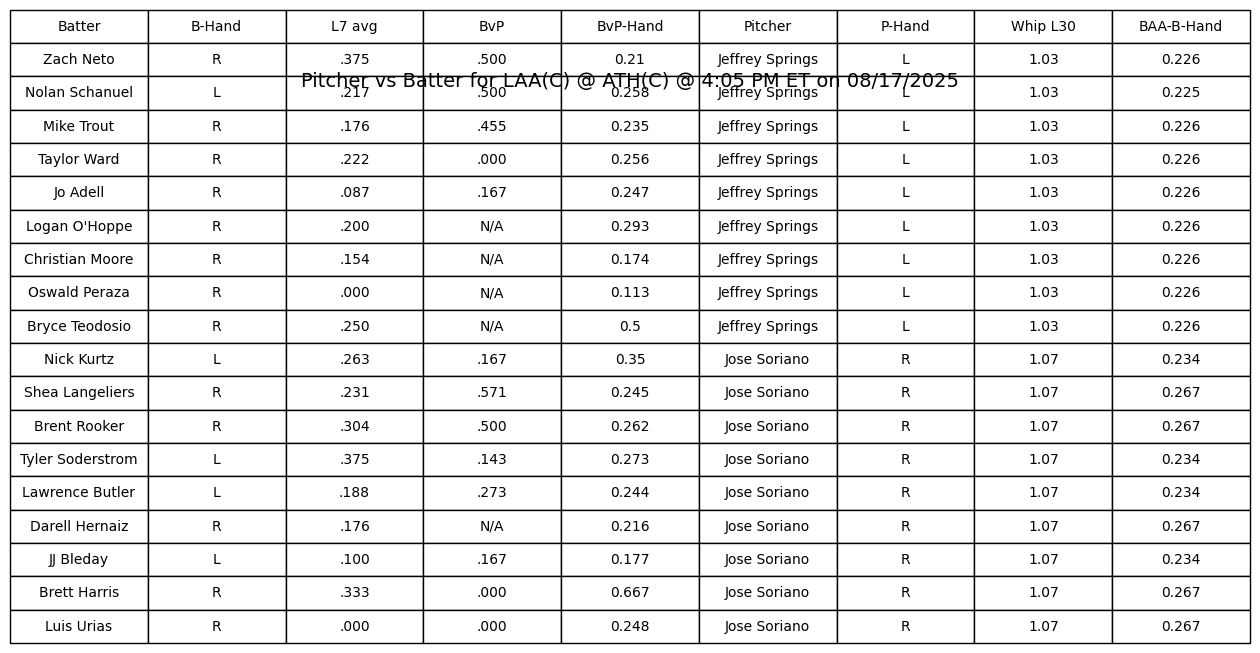 Batter B-Hand L7 avg BvP BvP-Hand Pitcher P-Hand Whip L30 BAA-B-Hand
Zach Neto R .375 .500 0.21 Jeffrey Springs L 1.03 0.226
Pitcher vs Batter for LAA(C) @ ATH(C) @ 4:05 PM ET on 08/17/2025
Nolan Schanuel L .217 .500 0.258 Jeffrey Springs L 1.03 0.225
Mike Trout R .176 .455 0.235 Jeffrey Springs L 1.03 0.226
Taylor Ward R .222 .000 0.256 Jeffrey Springs L 1.03 0.226
Jo Adell R .087 .167 0.247 Jeffrey Springs L 1.03 0.226
Logan O'Hoppe R .200 N/A 0.293 Jeffrey Springs L 1.03 0.226
Christian Moore R .154 N/A 0.174 Jeffrey Springs L 1.03 0.226
Oswald Peraza R .000 N/A 0.113 Jeffrey Springs L 1.03 0.226
Bryce Teodosio R .250 N/A 0.5 Jeffrey Springs L 1.03 0.226
Nick Kurtz L .263 .167 0.35 Jose Soriano R 1.07 0.234
Shea Langeliers R .231 .571 0.245 Jose Soriano R 1.07 0.267
Brent Rooker R .304 .500 0.262 Jose Soriano R 1.07 0.267
Tyler Soderstrom L .375 .143 0.273 Jose Soriano R 1.07 0.234
Lawrence Butler L .188 .273 0.244 Jose Soriano R 1.07 0.234
Darell Hernaiz R .176 N/A 0.216 Jose Soriano R 1.07 0.267
JJ Bleday L .100 .167 0.177 Jose Soriano R 1.07 0.234
Brett Harris R .333 .000 0.667 Jose Soriano R 1.07 0.267
Luis Urias R .000 .000 0.248 Jose Soriano R 1.07 0.267